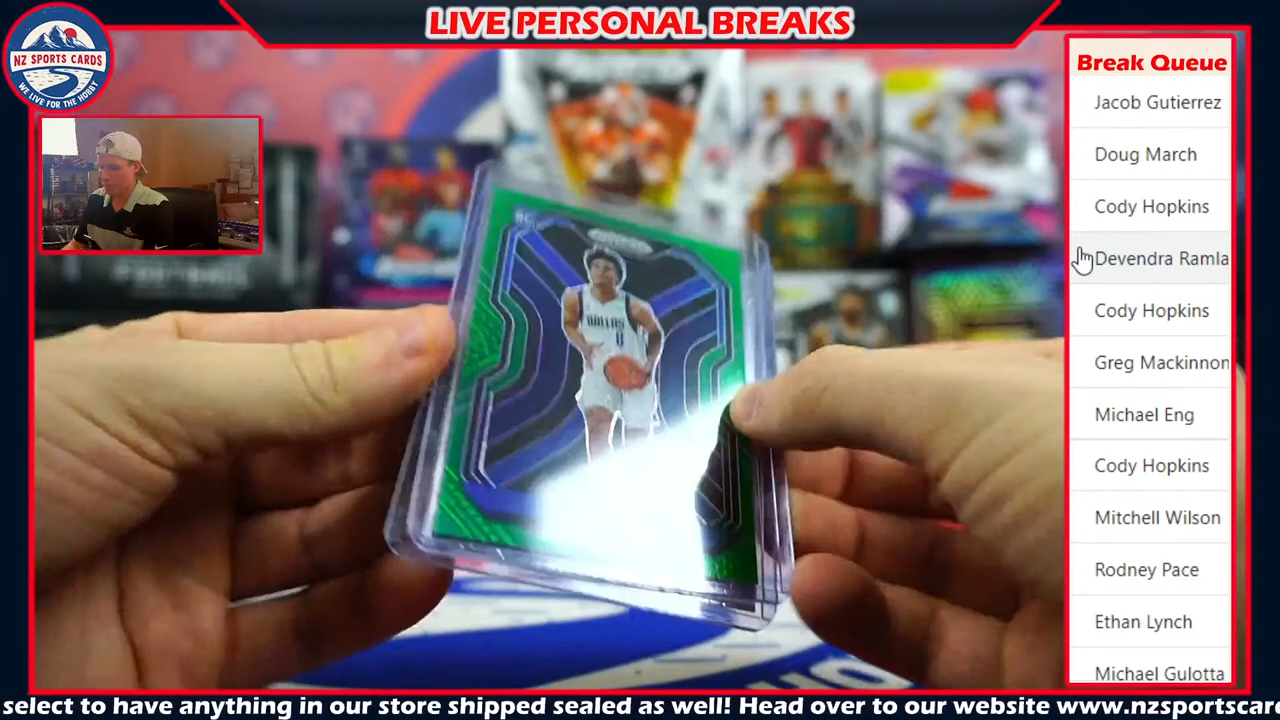 LIVE PERSONAL BREAKS
NZ SPORTS CARDS
WE LIVE FOR THE HOBBY
Break Queue
Jacob Gutierrez
Doug March
Cody Hopkins
Devendra Ramla
Cody Hopkins
Greg Mackinnon
Michael Eng
Cody Hopkins
Mitchell Wilson
Rodney Pace
Ethan Lynch
Michael Gulotta
RC
DALLAS
select to have anything in our store shipped sealed as well! Head over to our website www.nzsportscar